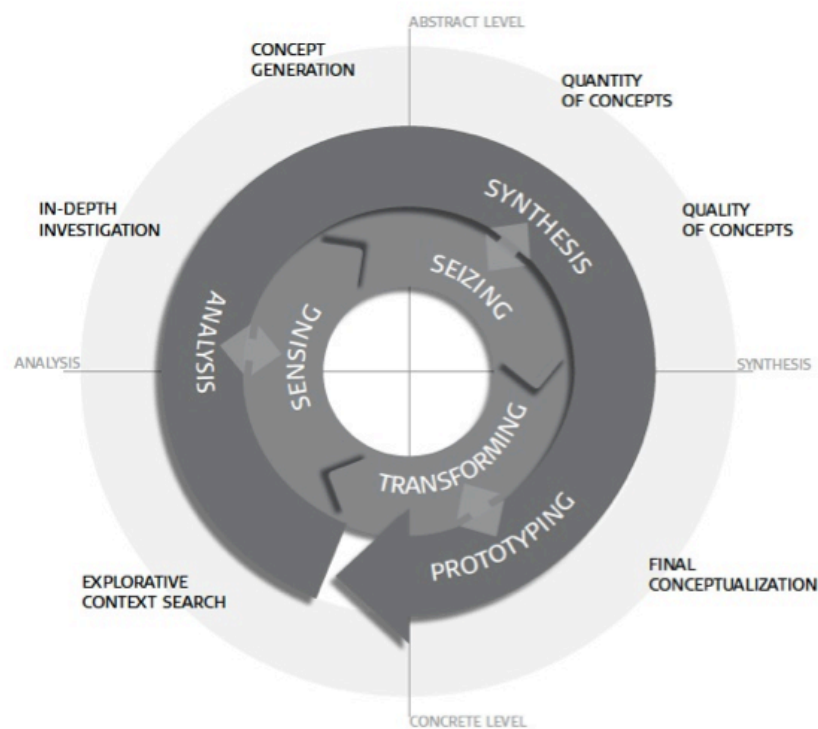 ABSTRACT LEVEL
CONCEPT
GENERATION
QUANTITY
OF CONCEPTS
IN-DEPTH
INVESTIGATION
QUALITY
OF CONCEPTS
SYNTHESIS
SEIZING
ANALYSIS
SENSING
ANALYSIS
SYNTHESIS
TRANSFORMING
PROTOTYPING
EXPLORATIVE
CONTEXT SEARCH
FINAL
CONCEPTUALIZATION
CONCRETE LEVEL